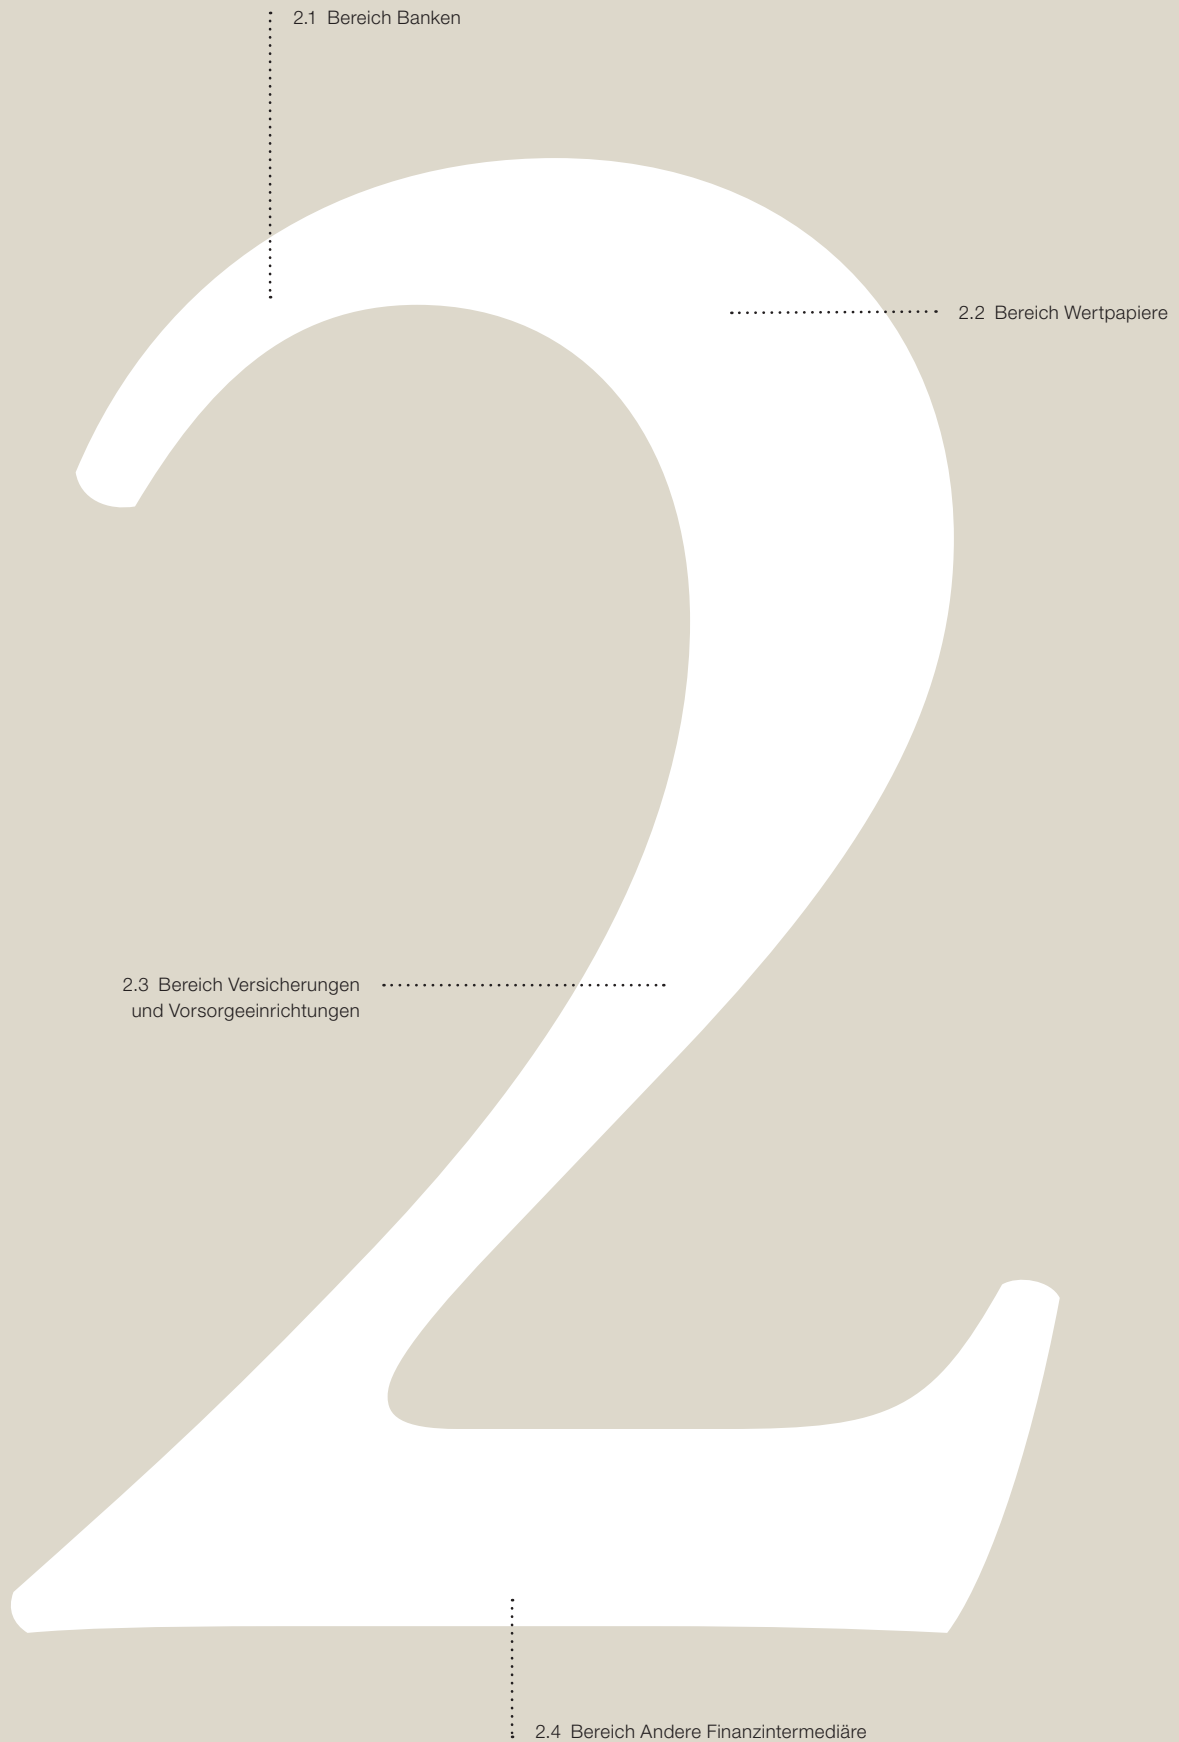 2.1 Bereich Banken
2.2 Bereich Wertpapiere
2
2.3 Bereich Versicherungen
und Vorsorgeeinrichtungen
2.4 Bereich Andere Finanzintermediäre